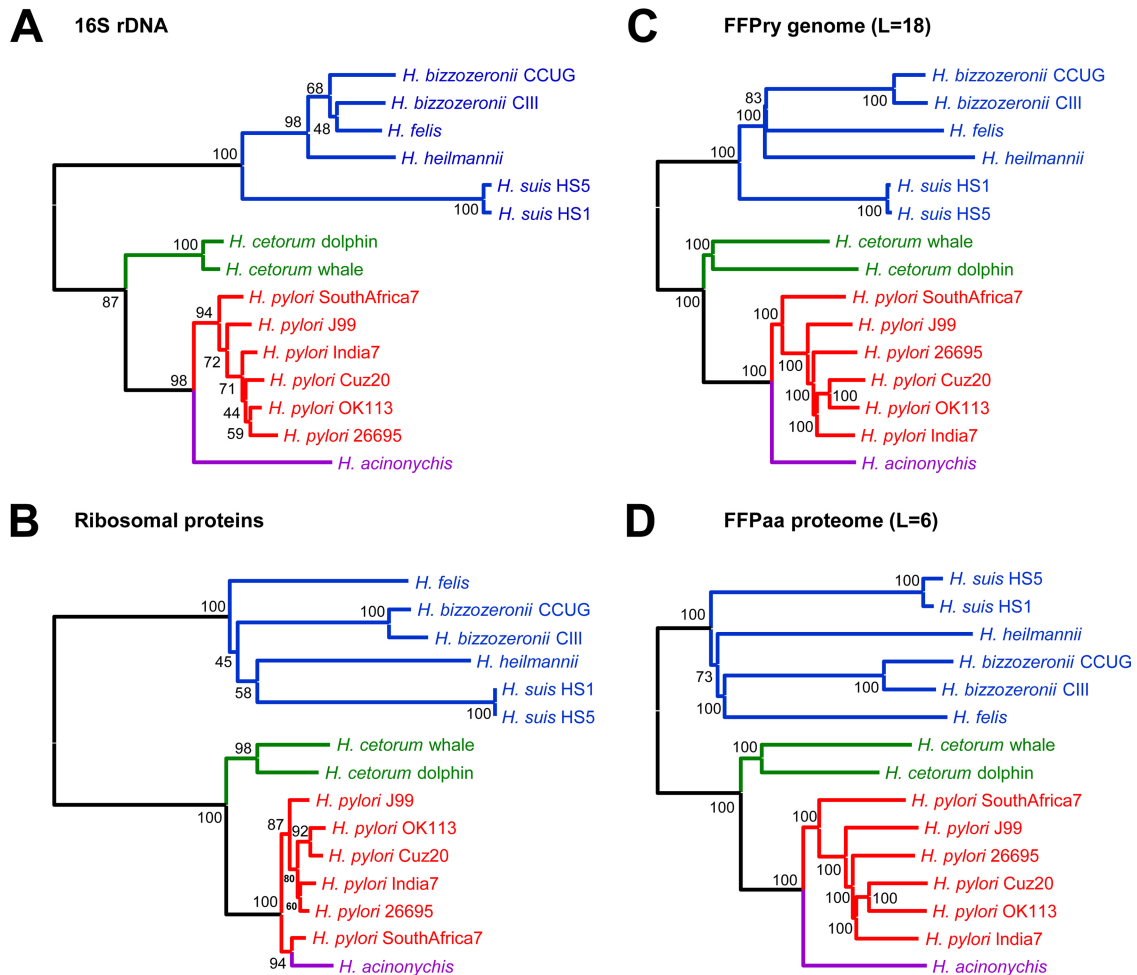 A 16S rDNA
H. bizzozeronii CCUG
68
H. bizzozeronii CIII
98
48
H. felis
100
H. heilmannii
H. suis HS5
100
H. suis HS1
100
H. cetorum dolphin
H. cetorum whale
87
H. pylori SouthAfrica7
94
H. pylori J99
72
H. pylori India7
98
71
H. pylori Cuz20
44
H. pylori OK113
59
H. pylori 26695
H. acinonychis
B Ribosomal proteins
H. felis
100
100
H. bizzozeronii CCUG
H. bizzozeronii CIII
45
H. heilmannii
58
H. suis HS1
100
H. suis HS5
98
H. cetorum whale
H. cetorum dolphin
100
H. pylori J99
87
92
H. pylori OK113
H. pylori Cuz20
80
H. pylori India7
100
60
H. pylori 26695
H. pylori SouthAfrica7
94
H. acinonychis
C FFPry genome (L=18)
H. bizzozeronii CCUG
83
100
H. bizzozeronii CIII
100
H. felis
100
H. heilmannii
H. suis HS1
100
H. suis HS5
100
H. cetorum whale
H. cetorum dolphin
100
H. pylori SouthAfrica7
100
H. pylori J99
100
H. pylori 26695
100
H. pylori Cuz20
100
100
H. pylori OK113
100
H. pylori India7
H. acinonychis
D FFPaa proteome (L=6)
100
H. suis HS5
H. suis HS1
100
H. heilmannii
73
H. bizzozeronii CCUG
100
H. bizzozeronii CIII
100
H. felis
100
H. cetorum whale
H. cetorum dolphin
100
H. pylori SouthAfrica7
100
H. pylori J99
100
H. pylori 26695
100
H. pylori Cuz20
100
100
H. pylori OK113
100
H. pylori India7
H. acinonychis